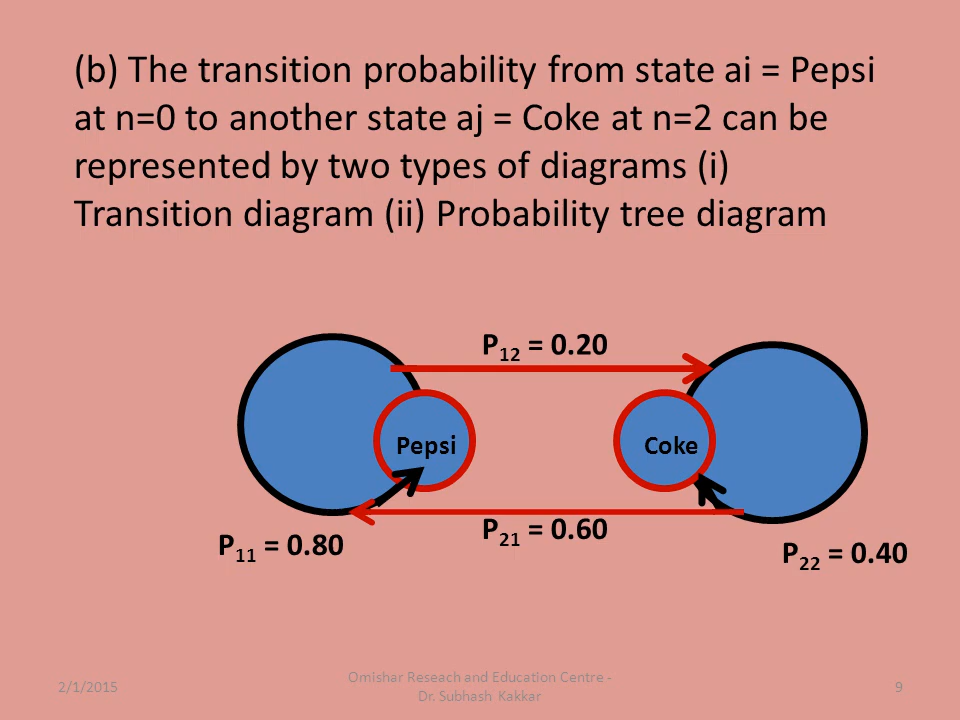 (b) The transition probability from state ai = Pepsi
at n=0 to another state aj = Coke at n=2 can be
represented by two types of diagrams (i)
Transition diagram (ii) Probability tree diagram
P₁₂ = 0.20
Pepsi
Coke
P₂₁ = 0.60
P₁₁ = 0.80
P₂₂ = 0.40
2/1/2015
Omishar Reseach and Education Centre -
Dr. Subhash Kakkar
9